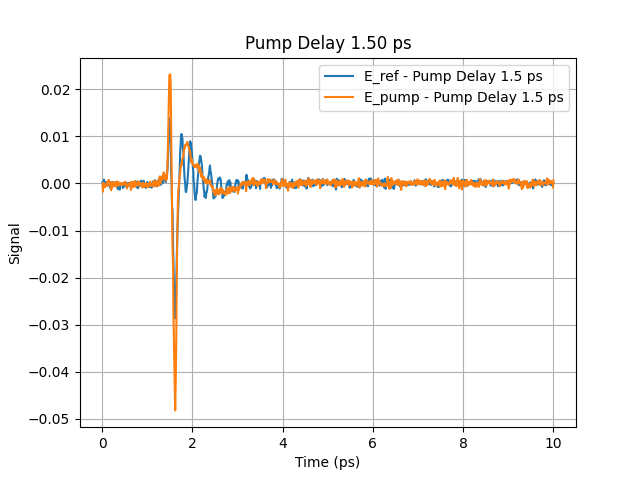 Pump Delay 1.50 ps
E_ref - Pump Delay 1.5 ps
E_pump - Pump Delay 1.5 ps
0.02
0.01
0.00
−0.01
−0.02
−0.03
−0.04
−0.05
Signal
0 2 4 6 8 10
Time (ps)